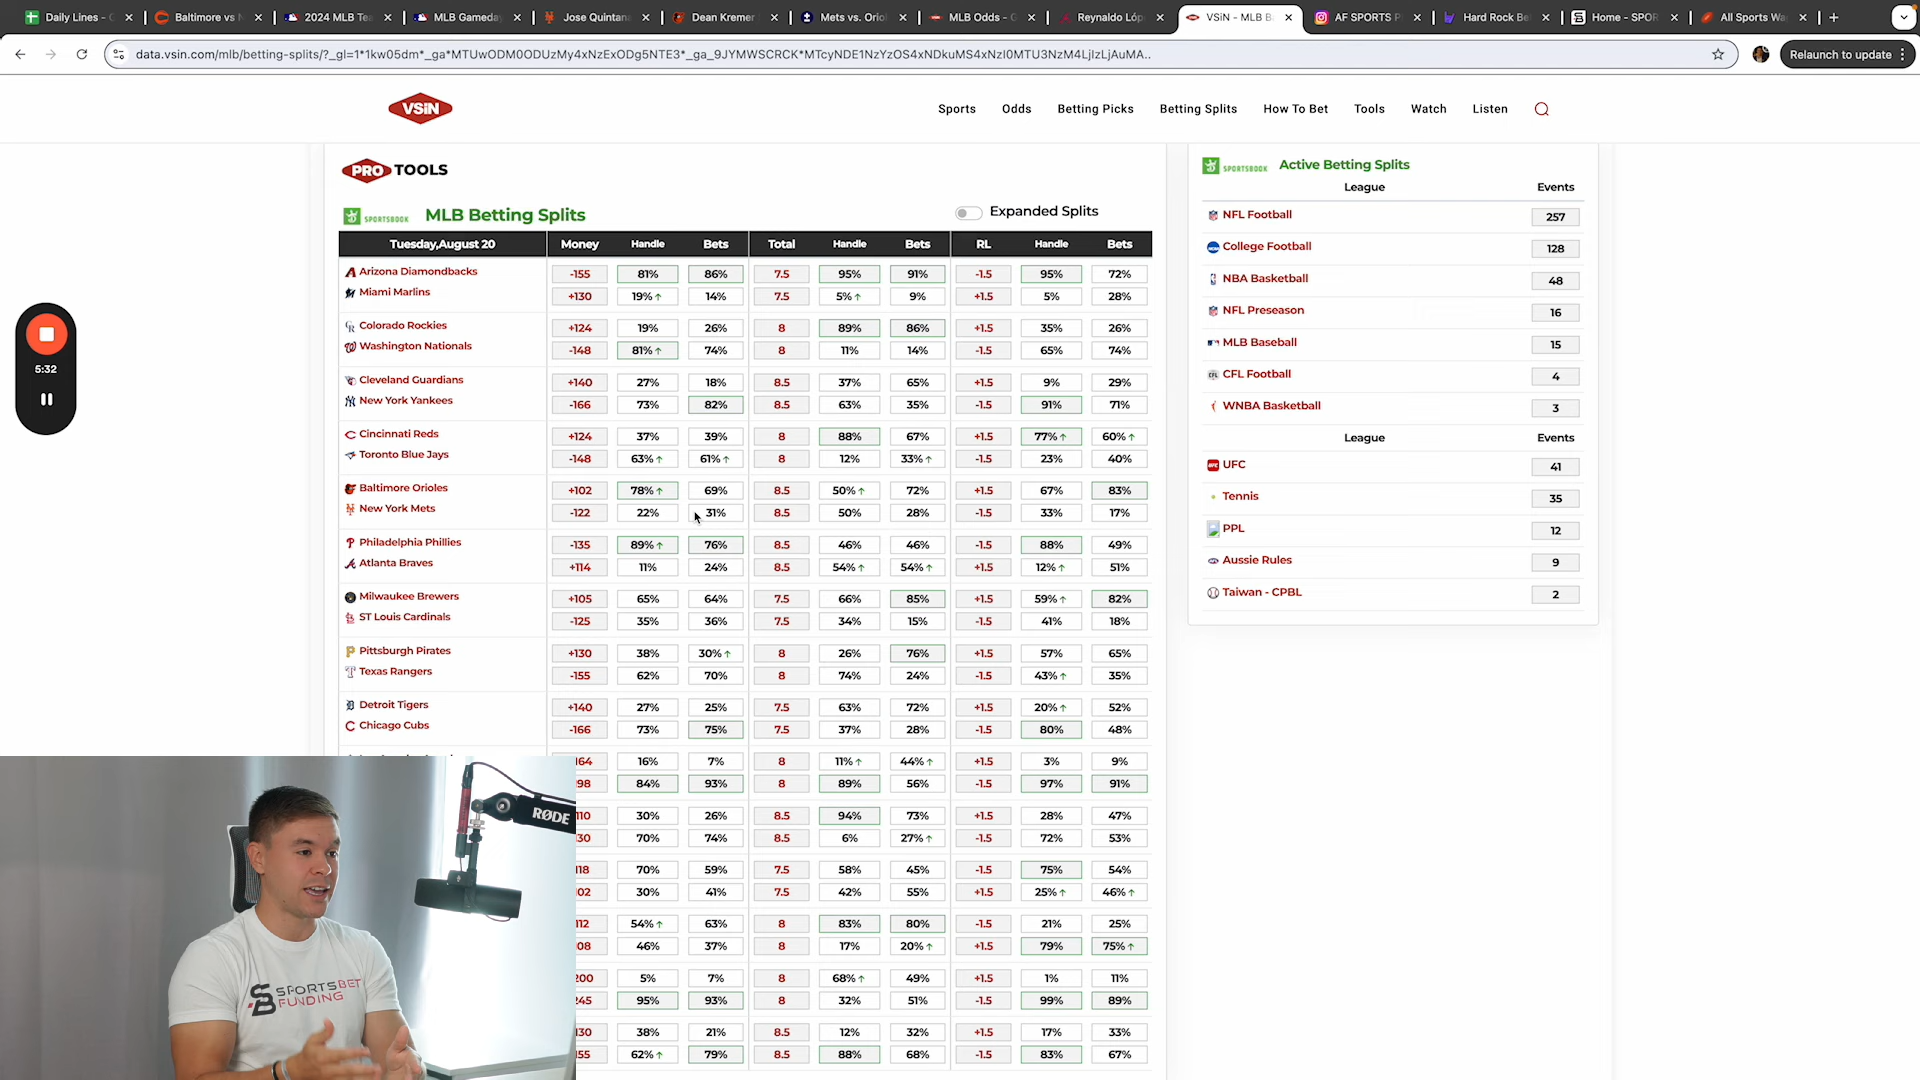 Daily Lines - G
Baltimore vs N
2024 MLB Tea
MLB Gameday
Jose Quintana
Dean Kremer
Mets vs. Oriol
MLB Odds - G
Reynaldo Lóp
VSiN - MLB B
AF SPORTS P
Hard Rock Be
Home - SPOR
All Sports Wa
data.vsin.com/mlb/betting-splits/?_gl=1*1kw05dm*_ga*MTUwODM0ODUzMy4xNzExODg5NTE3*_ga_9JYMWSCRCK*MTcyNDE1NzYzOS4xNDkuMS4xNzI0MTU3NzM4LjIzLjAuMA..
Relaunch to update
VSiN
Sports Odds Betting Picks Betting Splits How To Bet Tools Watch Listen
PRO TOOLS
SPORTSBOOK MLB Betting Splits
Expanded Splits
Tuesday,August 20 Money Handle Bets Total Handle Bets RL Handle Bets
Arizona Diamondbacks -155 81% 86% 7.5 95% 91% -1.5 95% 72%
Miami Marlins +130 19% ↑ 14% 7.5 5% ↑ 9% +1.5 5% 28%
Colorado Rockies +124 19% 26% 8 89% 86% +1.5 35% 26%
Washington Nationals -148 81% ↑ 74% 8 11% 14% -1.5 65% 74%
Cleveland Guardians +140 27% 18% 8.5 37% 65% +1.5 9% 29%
New York Yankees -166 73% 82% 8.5 63% 35% -1.5 91% 71%
Cincinnati Reds +124 37% 39% 8 88% 67% +1.5 77% ↑ 60% ↑
Toronto Blue Jays -148 63% ↑ 61% ↑ 8 12% 33% ↑ -1.5 23% 40%
Baltimore Orioles +102 78% ↑ 69% 8.5 50% ↑ 72% +1.5 67% 83%
New York Mets -122 22% 31% 8.5 50% 28% -1.5 33% 17%
Philadelphia Phillies -135 89% ↑ 76% 8.5 46% 46% -1.5 88% 49%
Atlanta Braves +114 11% 24% 8.5 54% ↑ 54% ↑ +1.5 12% ↑ 51%
Milwaukee Brewers +105 65% 64% 7.5 66% 85% +1.5 59% ↑ 82%
ST Louis Cardinals -125 35% 36% 7.5 34% 15% -1.5 41% 18%
Pittsburgh Pirates +130 38% 30% ↑ 8 26% 76% +1.5 57% 65%
Texas Rangers -155 62% 70% 8 74% 24% -1.5 43% ↑ 35%
Detroit Tigers +140 27% 25% 7.5 63% 72% +1.5 20% ↑ 52%
Chicago Cubs -166 73% 75% 7.5 37% 28% -1.5 80% 48%
164 16% 7% 8 11% ↑ 44% ↑ +1.5 3% 9%
98 84% 93% 8 89% 56% -1.5 97% 91%
110 30% 26% 8.5 94% 73% +1.5 28% 47%
30 70% 74% 8.5 6% 27% ↑ -1.5 72% 53%
118 70% 59% 7.5 58% 45% -1.5 75% 54%
02 30% 41% 7.5 42% 55% +1.5 25% ↑ 46% ↑
112 54% ↑ 63% 8 83% 80% -1.5 21% 25%
08 46% 37% 8 17% 20% ↑ +1.5 79% 75% ↑
200 5% 7% 8 68% ↑ 49% +1.5 1% 11%
245 95% 93% 8 32% 51% -1.5 99% 89%
130 38% 21% 8.5 12% 32% +1.5 17% 33%
155 62% ↑ 79% 8.5 88% 68% -1.5 83% 67%
SPORTSBOOK Active Betting Splits
League Events
NFL Football 257
College Football 128
NBA Basketball 48
NFL Preseason 16
MLB Baseball 15
CFL Football 4
WNBA Basketball 3
League Events
UFC 41
Tennis 35
PPL 12
Aussie Rules 9
Taiwan - CPBL 2
5:32
RØDE
SPORTSBET
FUNDING